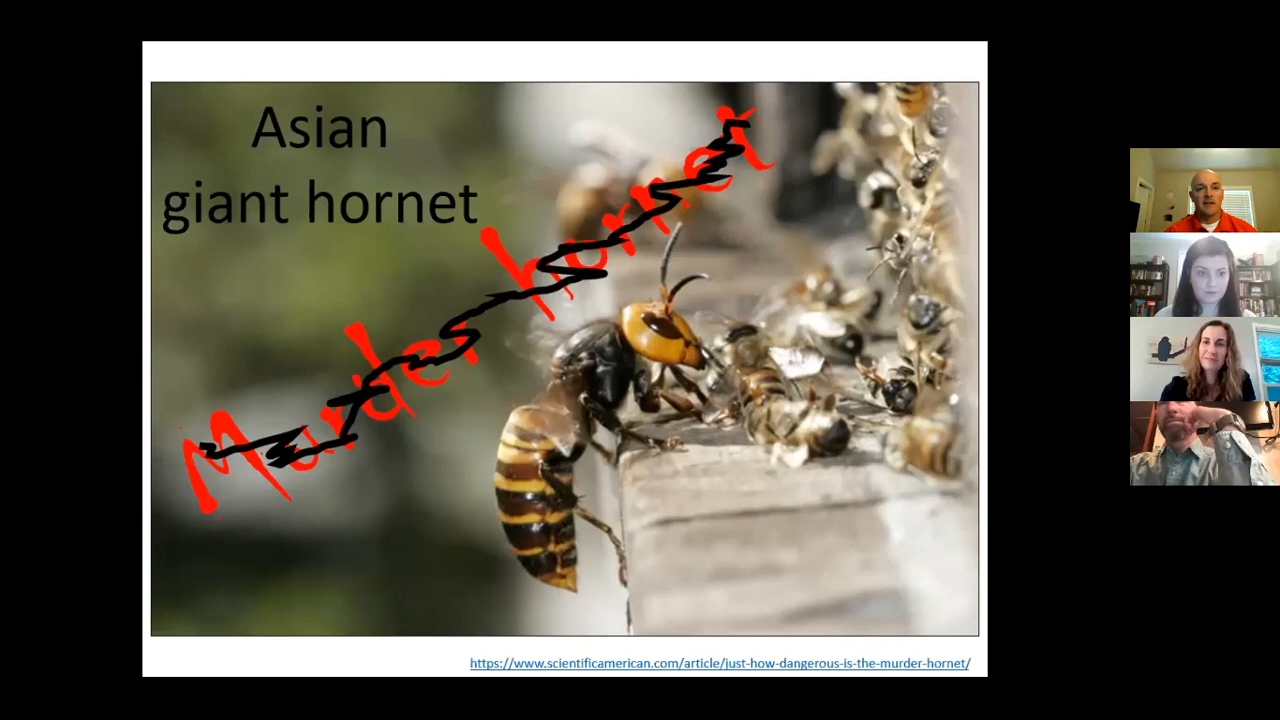 Asian
giant hornet
Murder hornet
https://www.scientificamerican.com/article/just-how-dangerous-is-the-murder-hornet/